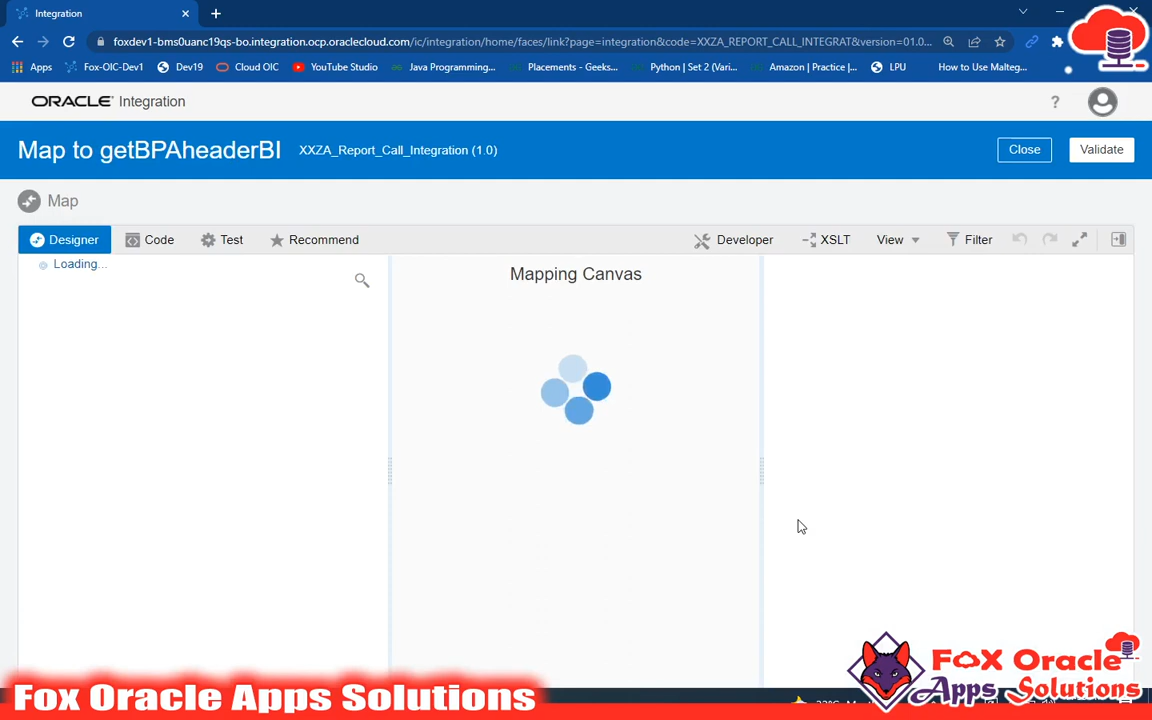 Integration
foxdev1-bms0uanc19qs-bo.integration.ocp.oraclecloud.com/ic/integration/home/faces/link?page=integration&code=XXZA_REPORT_CALL_INTEGRAT&version=01.0...
Apps
Fox-OIC-Dev1
Dev19
Cloud OIC
YouTube Studio
Java Programming...
Placements - Geeks...
Python | Set 2 (Vari...
Amazon | Practice |...
LPU
How to Use Malteg...
ORACLE Integration
?
Map to getBPAheaderBI
XXZA_Report_Call_Integration (1.0)
Close
Validate
Map
Designer
Code
Test
Recommend
Developer
XSLT
View
Filter
Loading...
Mapping Canvas
FOX Oracle
Apps Solutions
Fox Oracle Apps Solutions